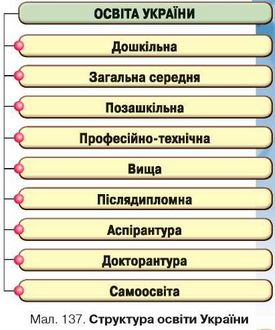 ОСВІТА УКРАЇНИ
Дошкільна
Загальна середня
Позашкільна
Професійно-технічна
Вища
Післядипломна
Аспірантура
Докторантура
Самоосвіта
Мал. 137. Структура освіти України